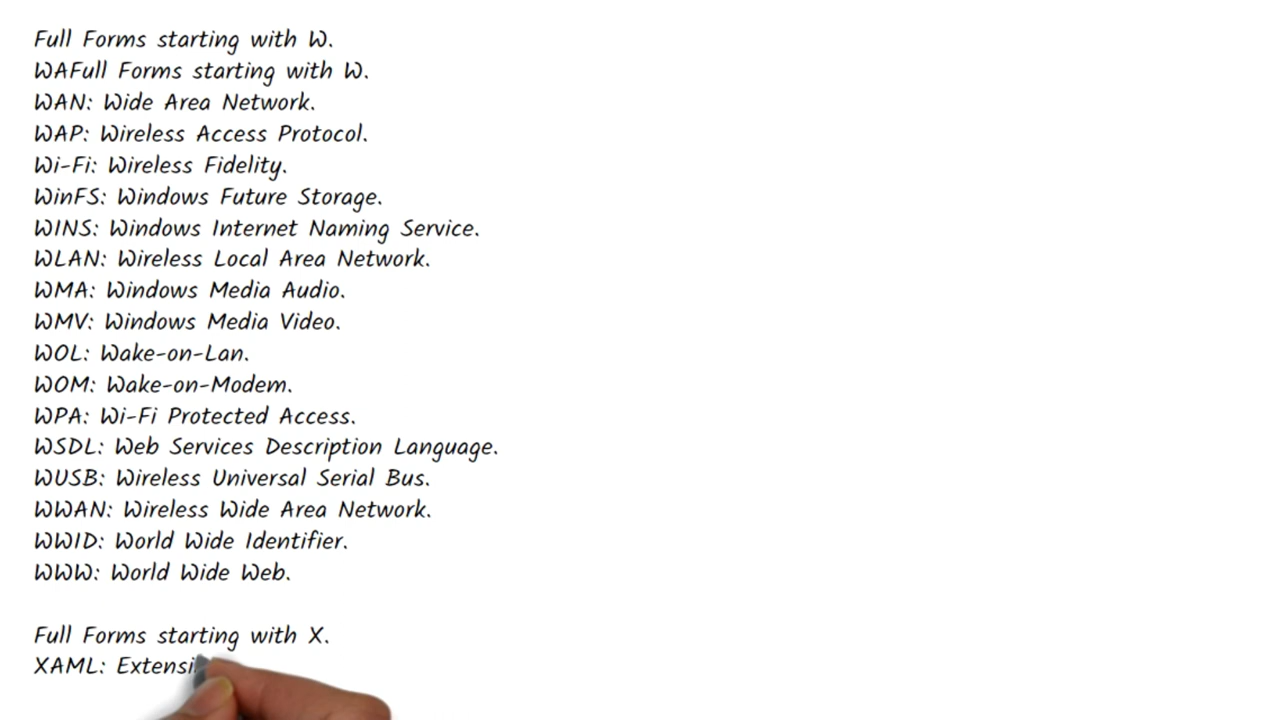 Full Forms starting with W.
WAFull Forms starting with W.
WAN: Wide Area Network.
WAP: Wireless Access Protocol.
Wi-Fi: Wireless Fidelity.
WinFS: Windows Future Storage.
WINS: Windows Internet Naming Service.
WLAN: Wireless Local Area Network.
WMA: Windows Media Audio.
WMV: Windows Media Video.
WOL: Wake-on-Lan.
WOM: Wake-on-Modem.
WPA: Wi-Fi Protected Access.
WSDL: Web Services Description Language.
WUSB: Wireless Universal Serial Bus.
WWAN: Wireless Wide Area Network.
WWID: World Wide Identifier.
WWW: World Wide Web.
Full Forms starting with X.
XAML: Extensi